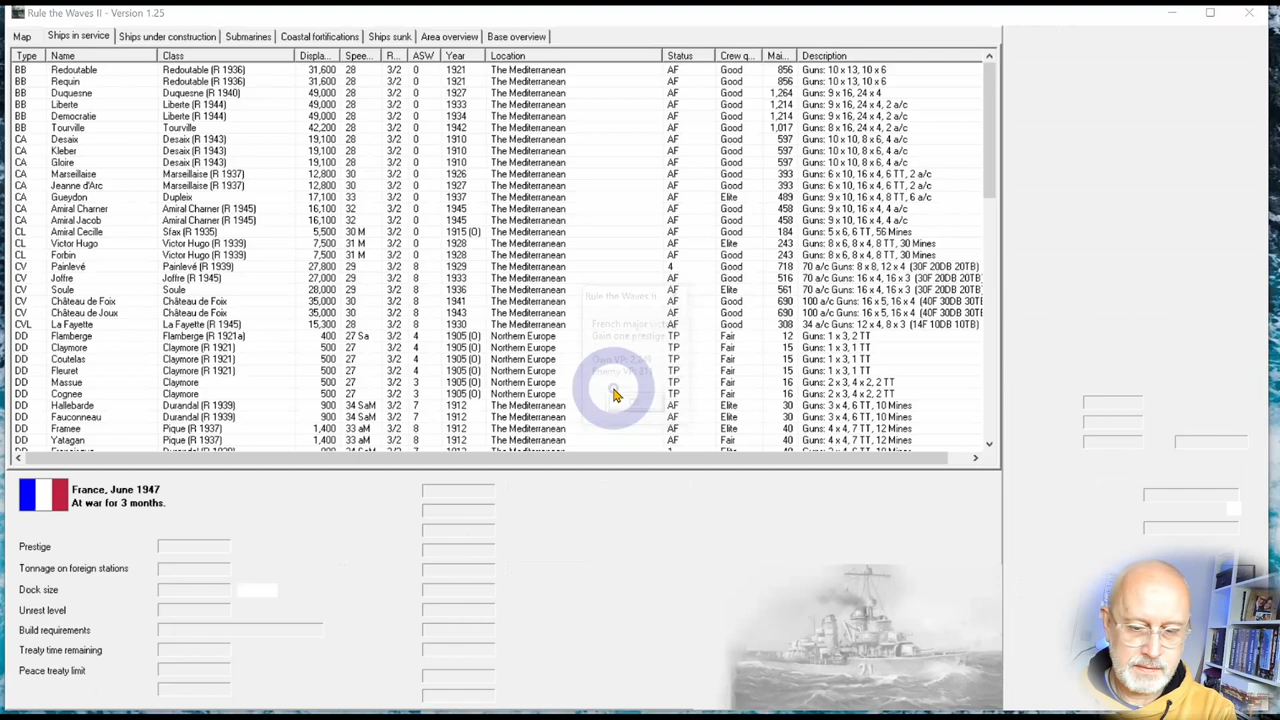 Rule the Waves II - Version 1.25
Map Ships in service Ships under construction Submarines Coastal fortifications Ships sunk Area overview Base overview
Type Name Class Displa... Spee... R... ASW Year Location Status Crew q... Mai... Description
BB Redoutable Redoutable (R 1936) 31,600 28 3/2 0 1921 The Mediterranean AF Good 856 Guns: 10 x 13, 10 x 6
BB Requin Redoutable (R 1936) 31,600 28 3/2 0 1921 The Mediterranean AF Good 856 Guns: 10 x 13, 10 x 6
BB Duquesne Duquesne (R 1940) 49,000 28 3/2 0 1927 The Mediterranean AF Good 1,264 Guns: 9 x 16, 24 x 4
BB Liberte Liberte (R 1944) 49,000 28 3/2 0 1933 The Mediterranean AF Good 1,214 Guns: 9 x 16, 24 x 4, 2 a/c
BB Democratie Liberte (R 1944) 49,000 28 3/2 0 1934 The Mediterranean AF Good 1,214 Guns: 9 x 16, 24 x 4, 2 a/c
BB Tourville Tourville 42,200 28 3/2 0 1942 The Mediterranean AF Good 1,017 Guns: 8 x 16, 24 x 4, 2 a/c
CA Desaix Desaix (R 1943) 19,100 28 3/2 0 1910 The Mediterranean AF Good 597 Guns: 10 x 10, 8 x 6, 4 a/c
CA Kleber Desaix (R 1943) 19,100 28 3/2 0 1910 The Mediterranean AF Good 597 Guns: 10 x 10, 8 x 6, 4 a/c
CA Gloire Desaix (R 1943) 19,100 28 3/2 0 1910 The Mediterranean AF Good 597 Guns: 10 x 10, 8 x 6, 4 a/c
CA Marseillaise Marseillaise (R 1937) 12,800 30 3/2 0 1926 The Mediterranean AF Good 393 Guns: 6 x 10, 16 x 4, 6 TT, 2 a/c
CA Jeanne d'Arc Marseillaise (R 1937) 12,800 30 3/2 0 1927 The Mediterranean AF Good 393 Guns: 6 x 10, 16 x 4, 6 TT, 2 a/c
CA Gueydon Dupleix 17,100 33 3/2 0 1937 The Mediterranean AF Elite 489 Guns: 9 x 10, 16 x 4, 8 TT, 6 a/c
CA Amiral Charner Amiral Charner (R 1945) 16,100 32 3/2 0 1945 The Mediterranean AF Good 458 Guns: 9 x 10, 16 x 4, 4 a/c
CA Amiral Jacob Amiral Charner (R 1945) 16,100 32 3/2 0 1945 The Mediterranean AF Good 458 Guns: 9 x 10, 16 x 4, 4 a/c
CL Amiral Cecille Sfax (R 1935) 5,500 30 M 3/2 0 1915 (O) The Mediterranean AF Good 184 Guns: 5 x 6, 6 TT, 56 Mines
CL Victor Hugo Victor Hugo (R 1939) 7,500 31 M 3/2 0 1928 The Mediterranean AF Elite 243 Guns: 8 x 6, 8 x 4, 8 TT, 30 Mines
CL Forbin Victor Hugo (R 1939) 7,500 31 M 3/2 0 1928 The Mediterranean AF Good 243 Guns: 8 x 6, 8 x 4, 8 TT, 30 Mines
CV Painlevé Painlevé (R 1939) 27,800 29 3/2 8 1929 The Mediterranean 4 Good 718 70 a/c Guns: 8 x 8, 12 x 4 (30F 20DB 20TB)
CV Joffre Joffre (R 1945) 27,000 28 3/2 8 1933 The Mediterranean AF Good 516 70 a/c Guns: 16 x 4, 16 x 3 (30F 20DB 20TB)
CV Soule Soule 28,000 29 3/2 8 1936 The Mediterranean AF Elite 561 70 a/c Guns: 16 x 4, 16 x 4 (30F 20DB 20TB)
CV Château de Foix Château de Foix 35,000 30 3/2 8 1941 The Mediterranean AF Good 690 100 a/c Guns: 16 x 5, 16 x 4 (40F 30DB 30TE
CV Château de Joux Château de Foix 35,000 30 3/2 8 1943 The Mediterranean AF Good 690 100 a/c Guns: 16 x 5, 16 x 4 (40F 30DB 30TE
CVL La Fayette La Fayette (R 1945) 15,300 28 3/2 8 1930 The Mediterranean AF Good 308 34 a/c Guns: 12 x 4, 8 x 3 (14F 10DB 10TB)
DD Flamberge Flamberge (R 1921a) 400 27 Sa 3/2 4 1905 (O) Northern Europe TP Fair 12 Guns: 1 x 3, 2 TT
DD Claymore Claymore (R 1921) 500 27 3/2 4 1905 (O) Northern Europe TP Fair 15 Guns: 1 x 3, 1 TT
DD Coutelas Claymore (R 1921) 500 27 3/2 4 1905 (O) Northern Europe TP Fair 15 Guns: 1 x 3, 1 TT
DD Fleuret Claymore (R 1921) 500 27 3/2 4 1905 (O) Northern Europe TP Fair 15 Guns: 1 x 3, 1 TT
DD Massue Claymore 500 27 3/2 3 1905 (O) Northern Europe TP Fair 16 Guns: 2 x 3, 4 x 2, 2 TT
DD Cognee Claymore 500 27 3/2 3 1905 (O) Northern Europe TP Fair 16 Guns: 2 x 3, 4 x 2, 2 TT
DD Hallebarde Durandal (R 1939) 900 34 SaM 3/2 7 1912 The Mediterranean AF Elite 30 Guns: 3 x 4, 6 TT, 10 Mines
DD Fauconneau Durandal (R 1939) 900 34 SaM 3/2 7 1912 The Mediterranean AF Elite 30 Guns: 3 x 4, 6 TT, 10 Mines
DD Framee Pique (R 1937) 1,400 33 aM 3/2 8 1912 The Mediterranean AF Fair 40 Guns: 4 x 4, 7 TT, 12 Mines
DD Yatagan Pique (R 1937) 1,400 33 aM 3/2 8 1912 The Mediterranean AF Fair 40 Guns: 4 x 4, 7 TT, 12 Mines
Rule the Waves II
French major
Gain one prestige
Own VP:
Enemy VP:
France, June 1947
At war for 3 months.
Prestige
Tonnage on foreign stations
Dock size
Unrest level
Build requirements
Treaty time remaining
Peace treaty limit